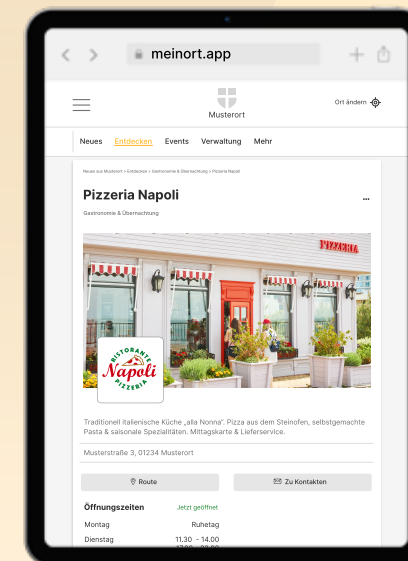 meinort.app
Musterort
Ort ändern
Neues Entdecken Events Verwaltung Mehr
Neues aus Musterort > Entdecken > Gastronomie & Übernachtung > Pizzeria Napoli
Pizzeria Napoli
Gastronomie & Übernachtung
PIZZERIA
RISTORANTE
Napoli
PIZZERIA
Traditionell italienische Küche „alla Nonna“. Pizza aus dem Steinofen, selbstgemachte
Pasta & saisonale Spezialitäten. Mittagskarte & Lieferservice.
Musterstraße 3, 01234 Musterort
Route Zu Kontakten
Öffnungszeiten Jetzt geöffnet
Montag Ruhetag
Dienstag 11.30 - 14.00